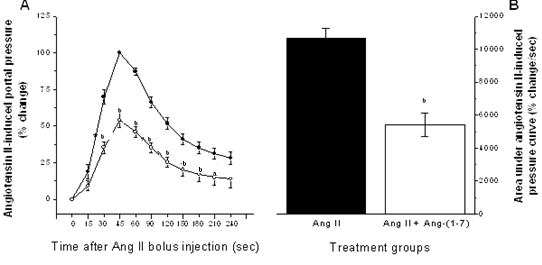 A
Angiotensin II-induced portal pressure
(% change)
125
100
75
50
25
0
b
b
b
b
b
b
b
a
0 15 30 45 60 90 120 150 180 210 240
Time after Ang II bolus injection (sec)
B
12000
10000
8000
6000
4000
2000
0
Area under angiotensin II-induced
pressure curve (% change/sec)
b
Ang II
Ang II + Ang-(1-7)
Treatment groups